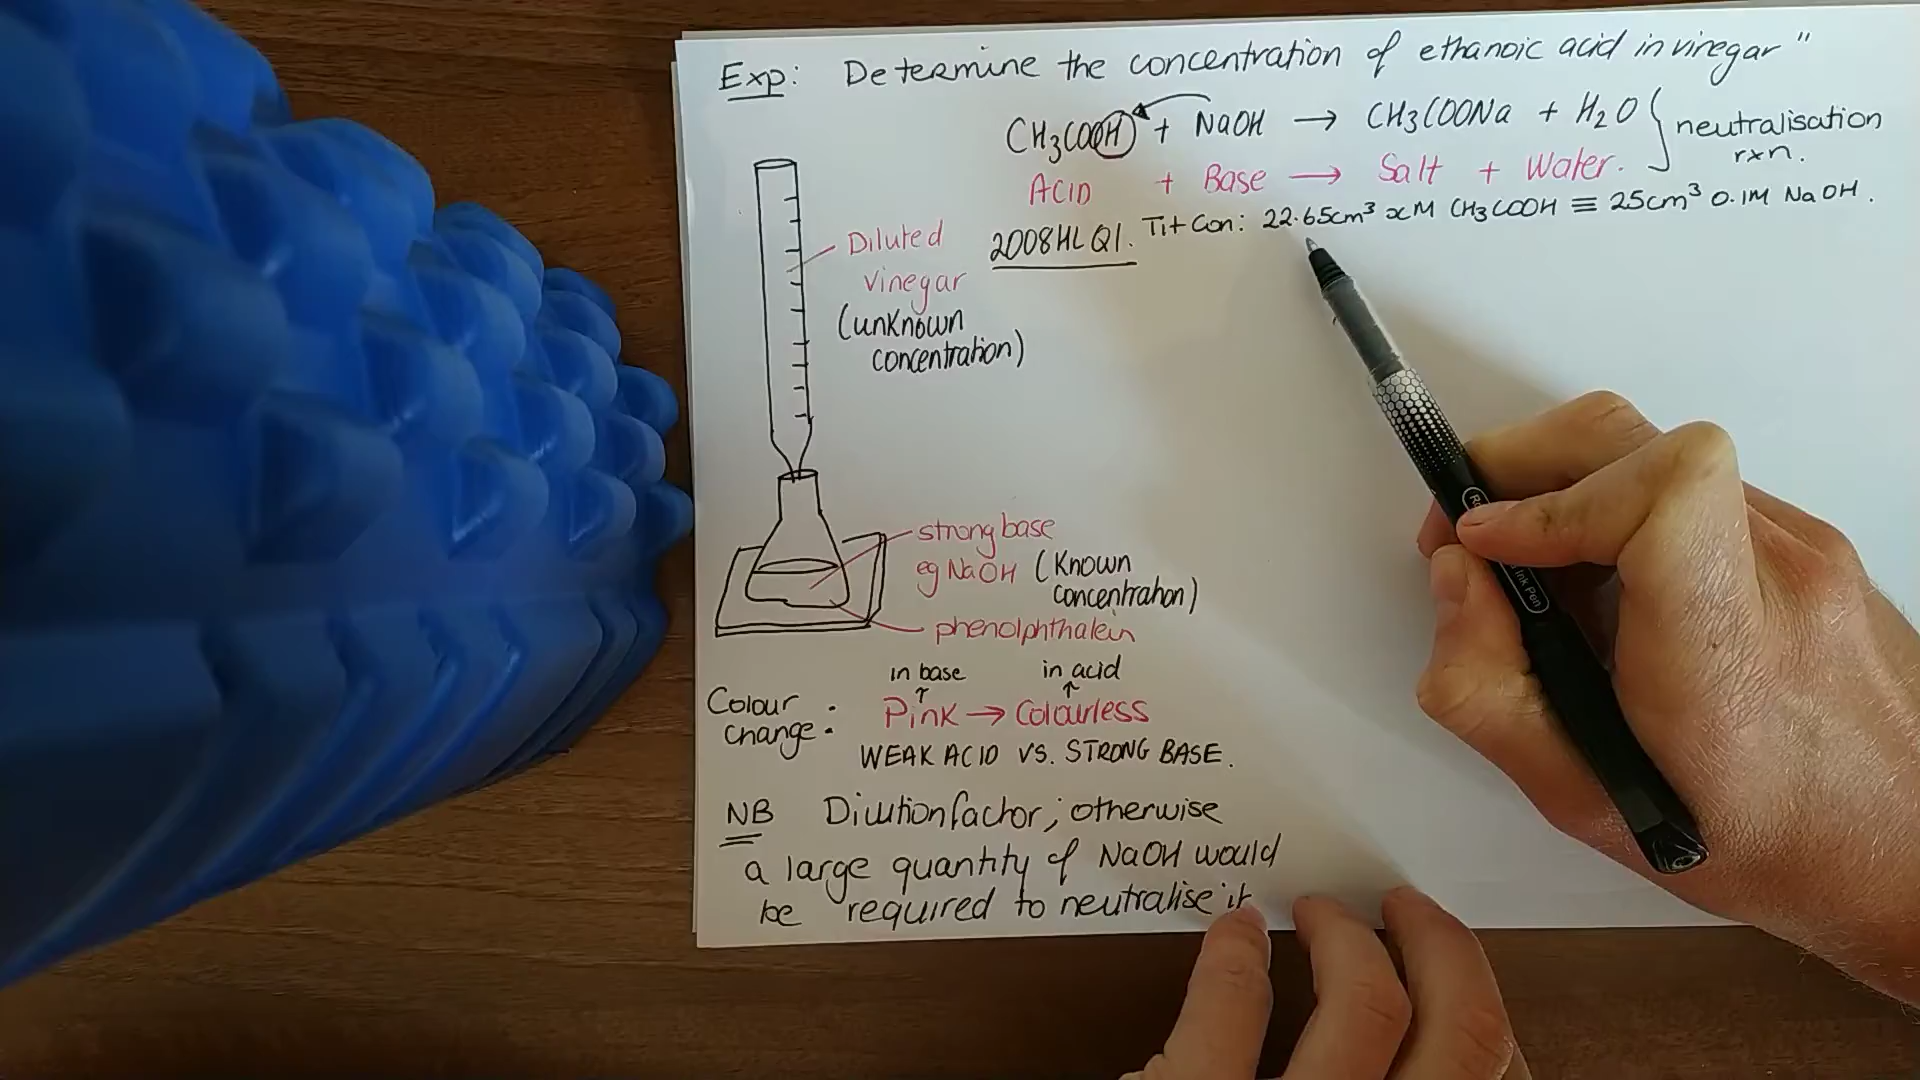 Exp: Determine the concentration of ethanoic acid in vinegar"
CH3COOH + NaOH → CH3COONa + H2O } neutralisation rxn.
ACID + Base → Salt + Water.
2008HL Q1. Tit Con: 22.65cm³ xM CH3COOH ≡ 25cm³ 0.1M NaOH.
Diluted
vinegar
(unknown
concentration)
strong base
eg NaOH (Known
concentration)
phenolphthalein
in base in acid
Colour change: Pink → Colourless
WEAK ACID VS. STRONG BASE.
NB Dilution factor; otherwise
a large quantity of NaOH would
be required to neutralise it
Ink Pen